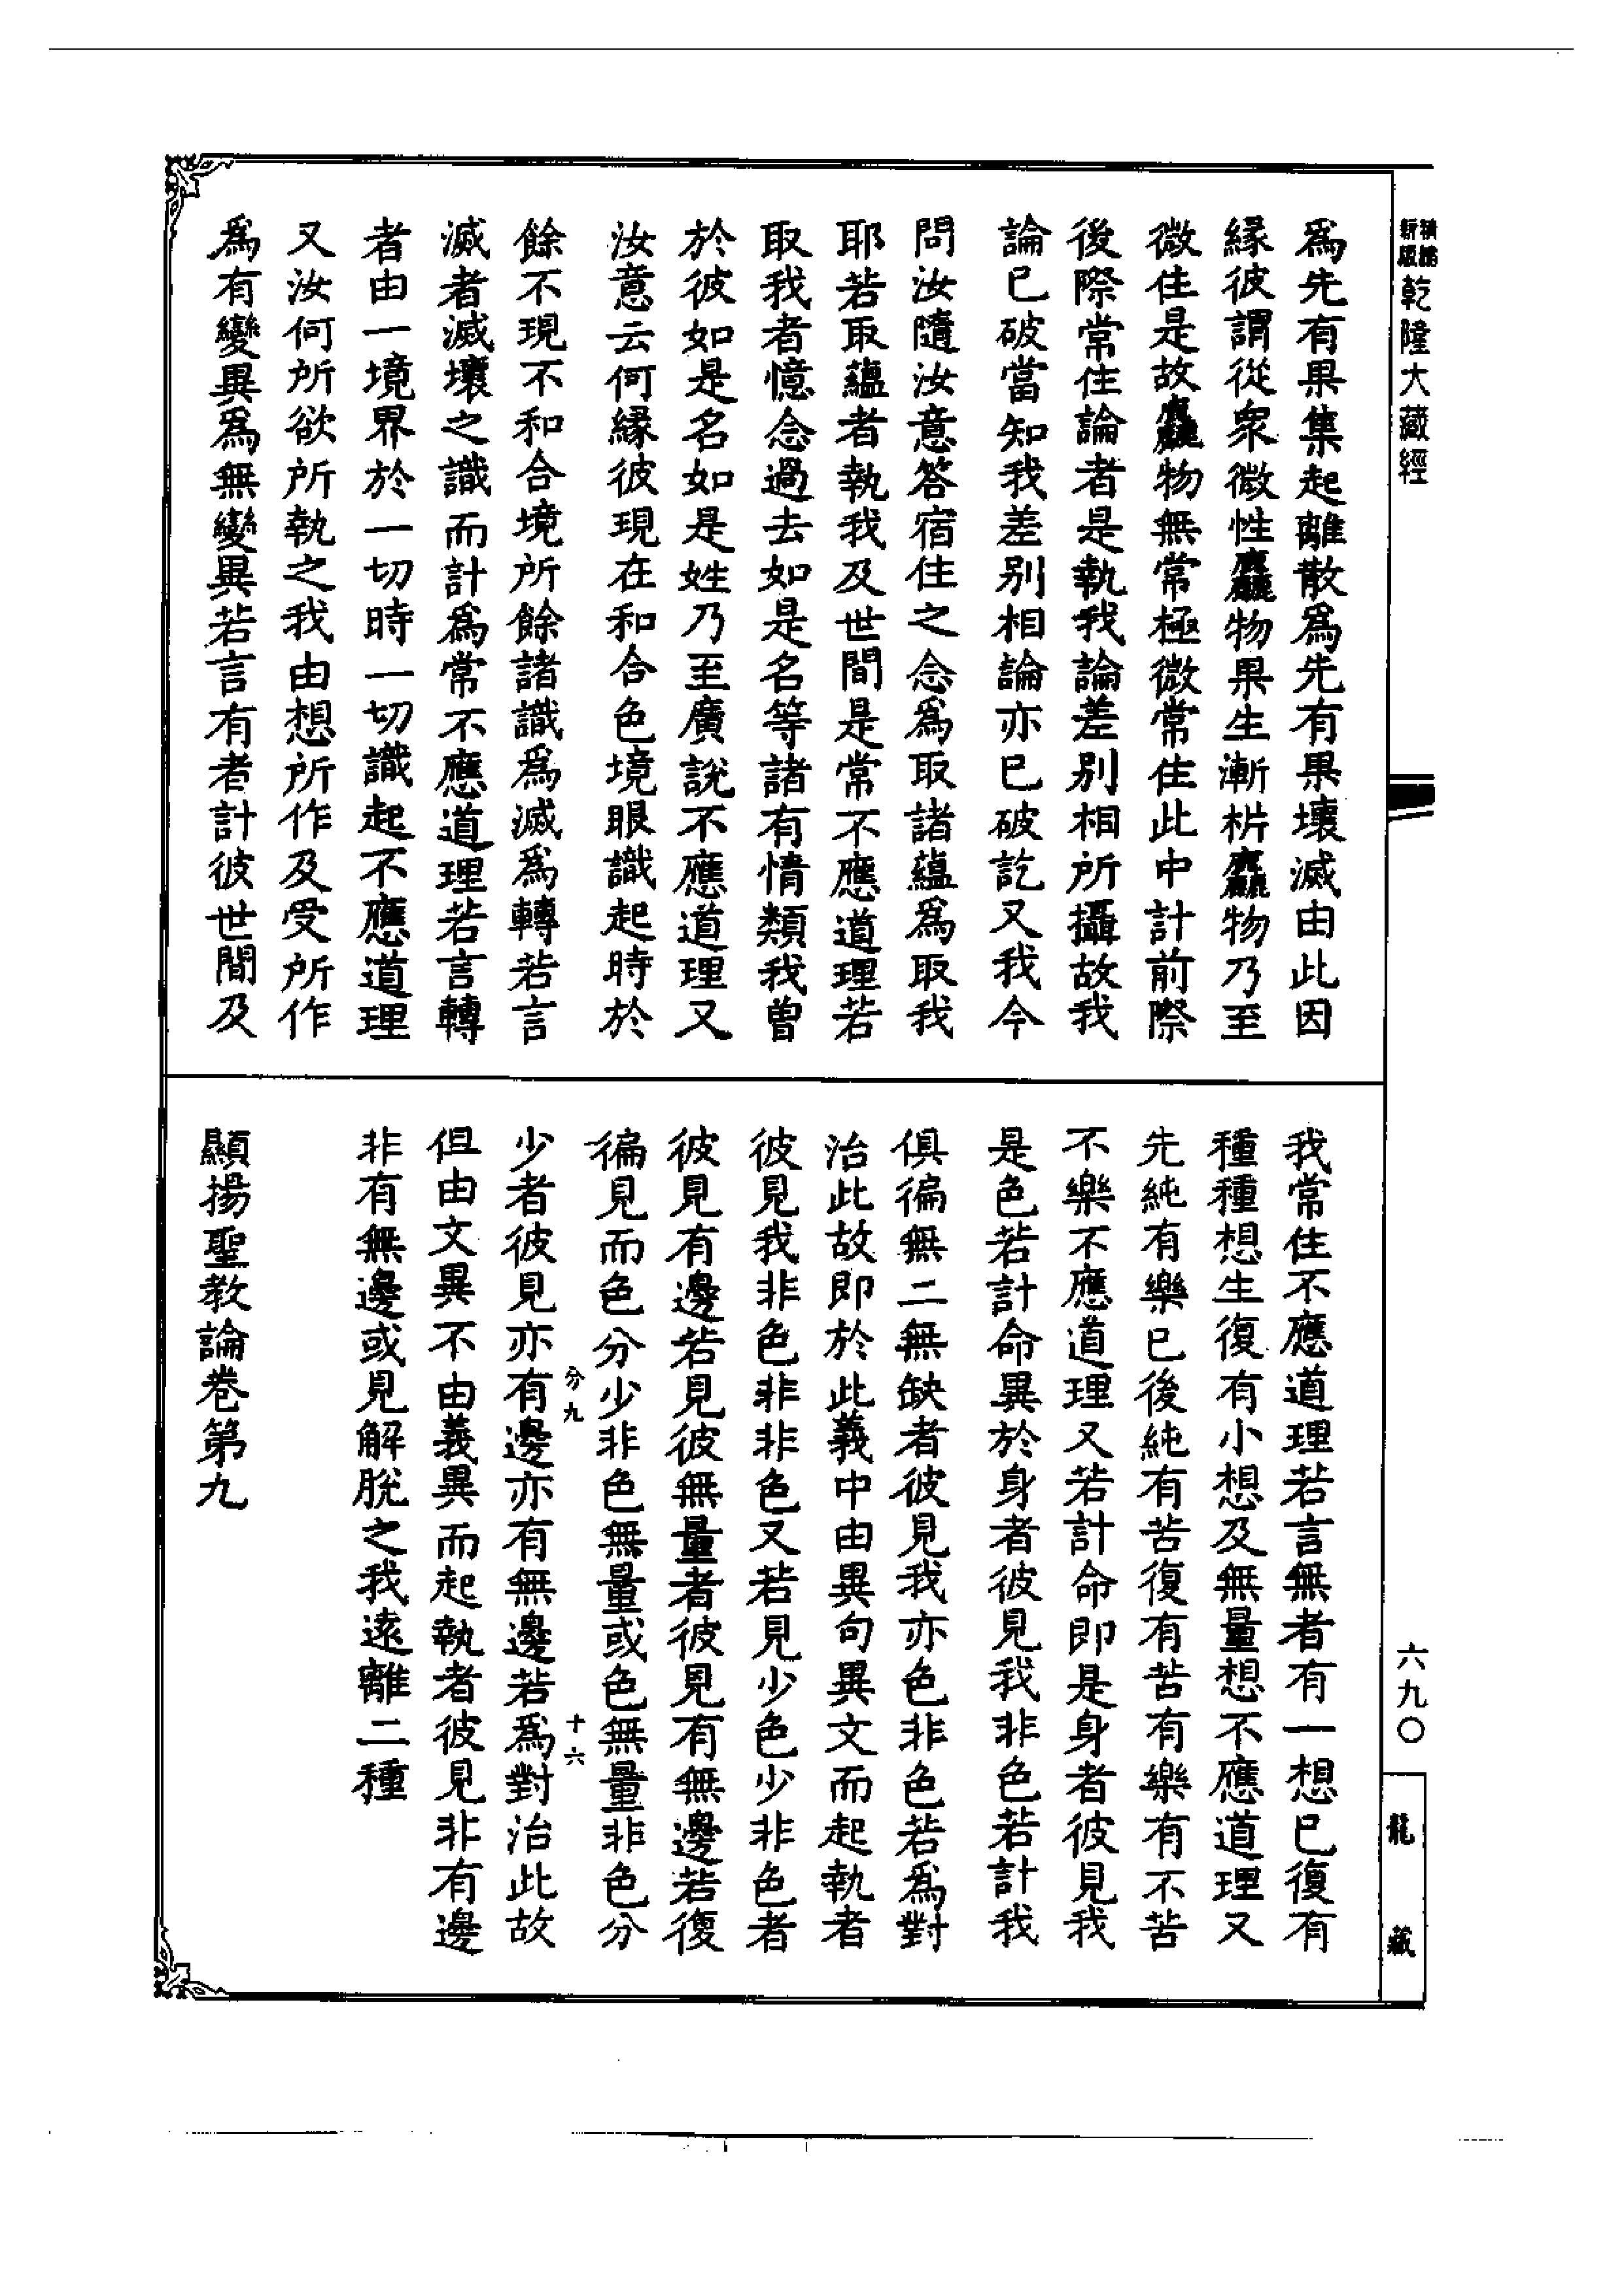 新版
精縮
乾隆大藏經
為先有果集起離散為先有果壞滅由此因
緣彼謂從眾微性麤物果生漸析麤物乃至
微住是故麤物無常極微常住此中計前際
後際常住論者是執我論差別相所攝故我
論已破當知我差別相論亦已破訖又我今
問汝隨汝意答宿住之念為取諸蘊為取我
耶若取蘊者執我及世間是常不應道理若
取我者憶念過去如是名等諸有情類我曾
於彼如是名如是姓乃至廣說不應道理又
汝意云何緣彼現在和合色境眼識起時於
餘不現不和合境所餘諸識為滅為轉若言
滅者滅壞之識而計為常不應道理若言轉
者由一境界於一切時一切識起不應道理
又汝何所欲所執之我由想所作及受所作
為有變異為無變異若言有者計彼世間及
我常住不應道理若言無者有一想已復有
種種想生復有小想及無量想不應道理又
先純有樂已後純有苦復有苦有樂有不苦
不樂不應道理又若計命即是身者彼見我
是色若計命異於身者彼見我非色若計我
俱徧無二無缺者彼見我亦色非色若為對
治此故即於此義中由異句異文而起執者
彼見我非色非非色又若見少色少非色者
彼見有邊若見彼無量者彼見有無邊若復
徧見而色分少非色無量或色無量非色分
少者彼見亦有邊亦有無邊若為對治此故
但由文異不由義異而起執者彼見非有邊
非有無邊或見解脫之我遠離二種
顯揚聖教論卷第九
分九
十六
六九〇
龍藏